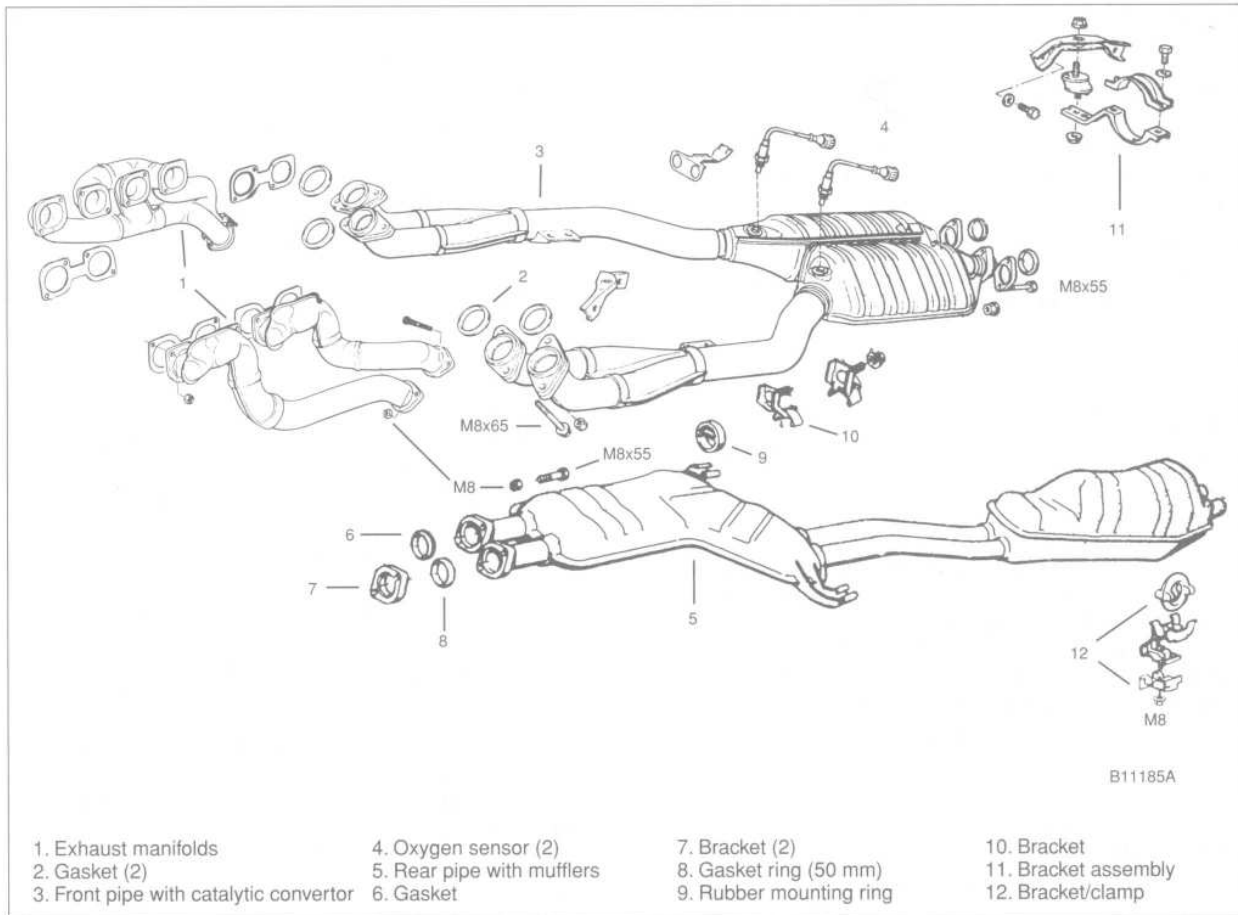 4
3
11
1
2
M8x55
M8x65
10
9
M8x55
M8
6
7
8
5
12
M8
B11185A
1. Exhaust manifolds
2. Gasket (2)
3. Front pipe with catalytic convertor
4. Oxygen sensor (2)
5. Rear pipe with mufflers
6. Gasket
7. Bracket (2)
8. Gasket ring (50 mm)
9. Rubber mounting ring
10. Bracket
11. Bracket assembly
12. Bracket/clamp